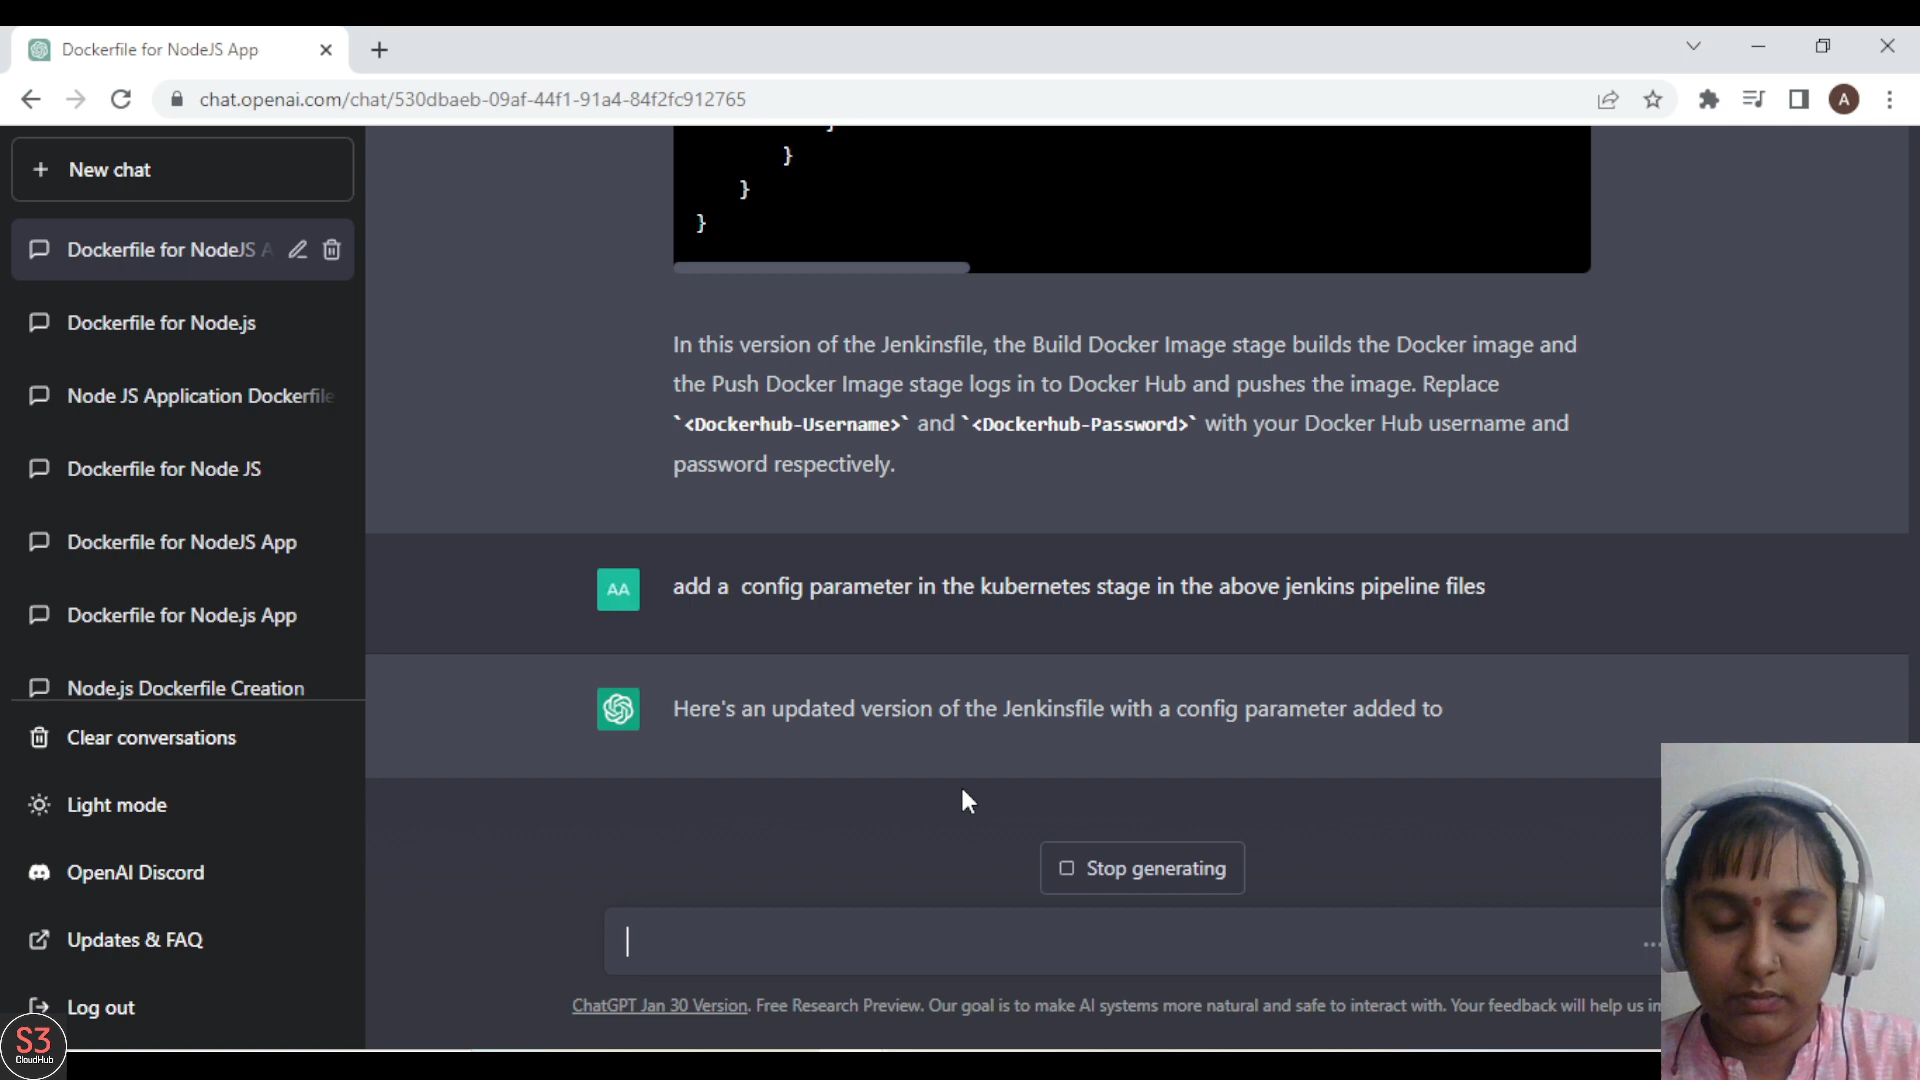 Dockerfile for NodeJS App
chat.openai.com/chat/530dbaeb-09af-44f1-91a4-84f2fc912765
A
New chat
Dockerfile for NodeJS A
Dockerfile for Node.js
Node JS Application Dockerfile
Dockerfile for Node JS
Dockerfile for NodeJS App
Dockerfile for Node.js App
Node.js Dockerfile Creation
Clear conversations
Light mode
OpenAI Discord
Updates & FAQ
Log out
S3
CloudHub
}
}
}
In this version of the Jenkinsfile, the Build Docker Image stage builds the Docker image and
the Push Docker Image stage logs in to Docker Hub and pushes the image. Replace
`<Dockerhub-Username>` and `<Dockerhub-Password>` with your Docker Hub username and
password respectively.
AA
add a  config parameter in the kubernetes stage in the above jenkins pipeline files
Here's an updated version of the Jenkinsfile with a config parameter added to
Stop generating
ChatGPT Jan 30 Version. Free Research Preview. Our goal is to make AI systems more natural and safe to interact with. Your feedback will help us